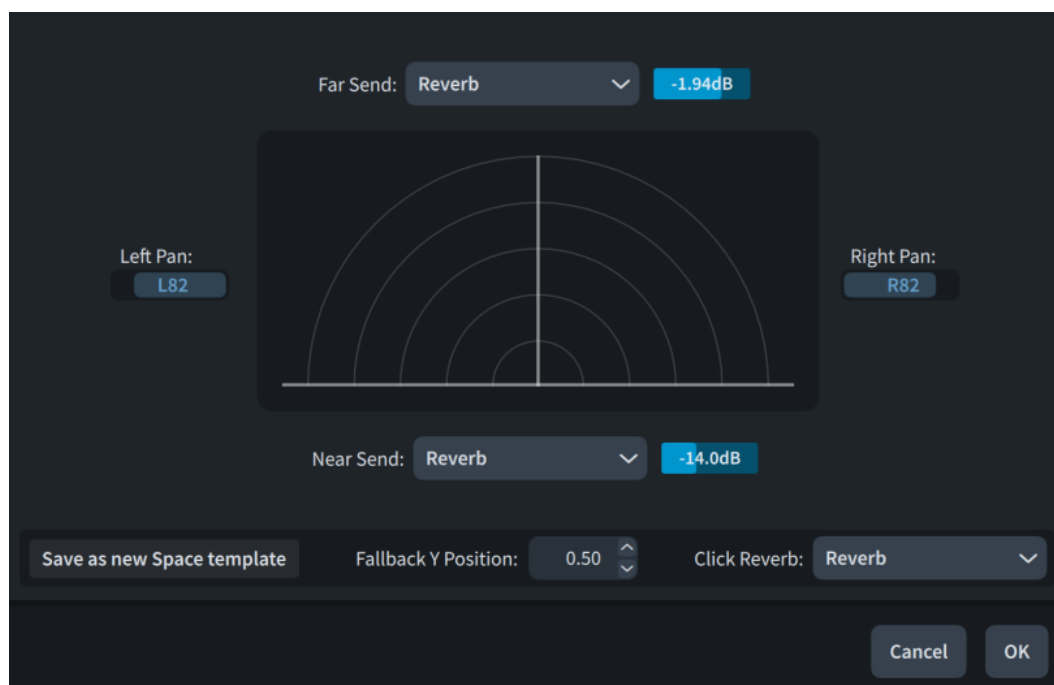 Far Send: Reverb -1.94dB
Left Pan: Right Pan:
L82 R82
Near Send: Reverb -14.0dB
Save as new Space template Fallback Y Position: 0.50 Click Reverb: Reverb
Cancel OK